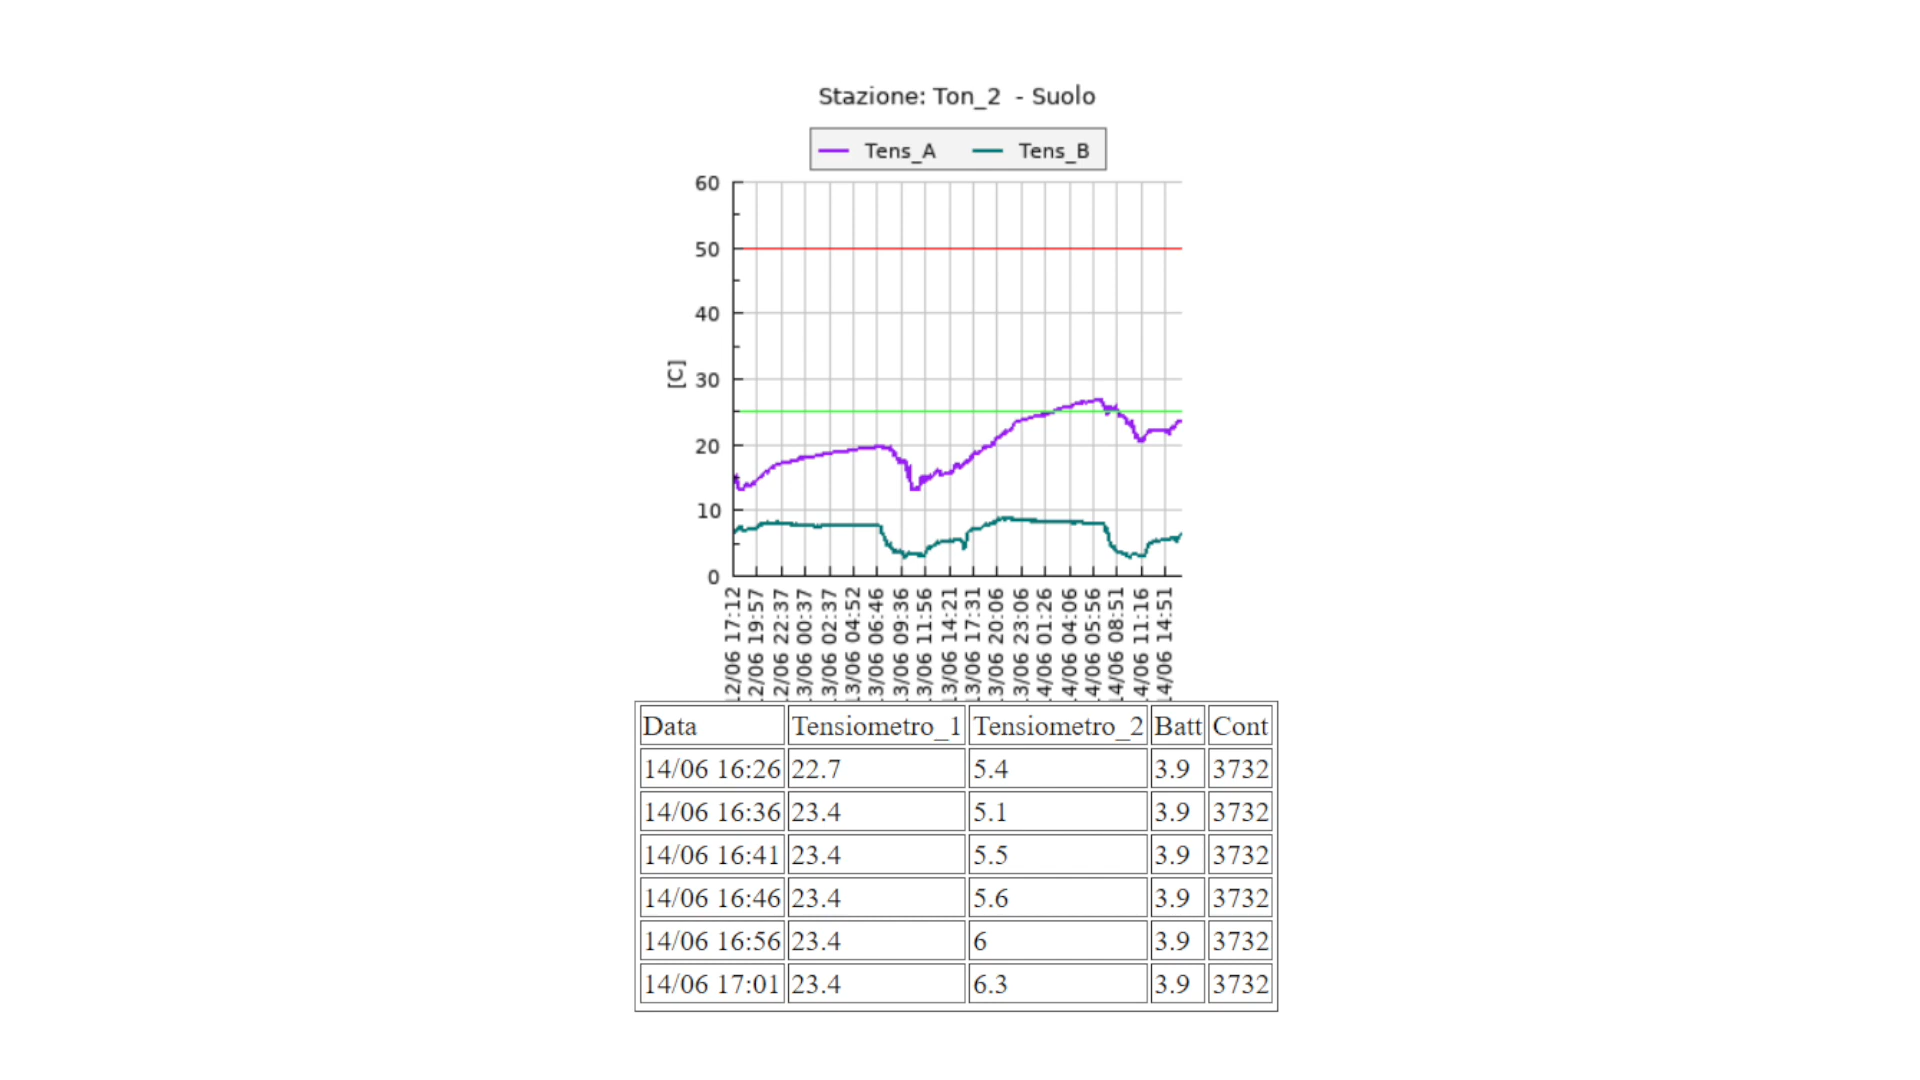 Stazione: Ton_2 - Suolo
Tens_A Tens_B
60
50
40
30
20
10
0
[C]
2/06 17:12
2/06 19:57
2/06 22:37
3/06 00:37
3/06 02:37
3/06 04:52
3/06 06:46
3/06 09:36
3/06 11:56
3/06 14:21
3/06 17:31
3/06 20:06
3/06 23:06
4/06 01:26
4/06 04:06
4/06 05:56
4/06 08:51
4/06 11:16
4/06 14:51
Data Tensiometro_1 Tensiometro_2 Batt Cont
14/06 16:26 22.7 5.4 3.9 3732
14/06 16:36 23.4 5.1 3.9 3732
14/06 16:41 23.4 5.5 3.9 3732
14/06 16:46 23.4 5.6 3.9 3732
14/06 16:56 23.4 6 3.9 3732
14/06 17:01 23.4 6.3 3.9 3732